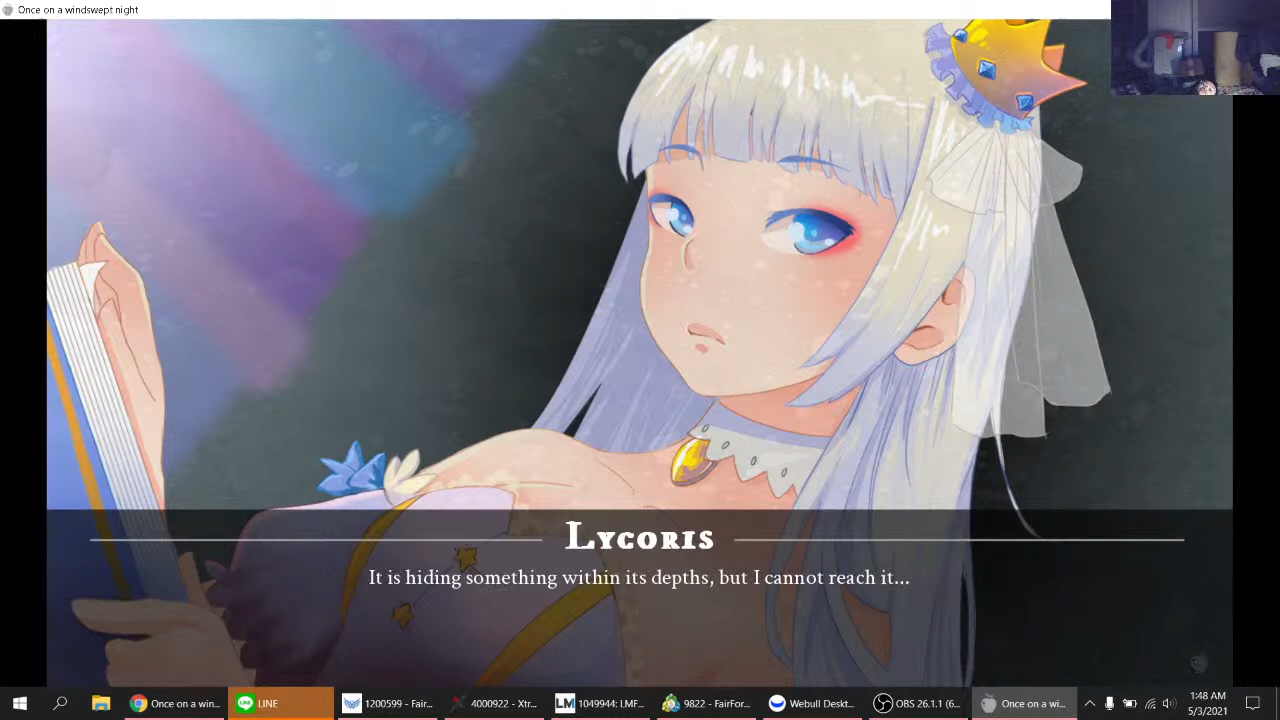 Once on a windswept night
Lycoris
It is hiding something within its depths, but I cannot reach it...
Once on a win...
LINE
1200599 - Fair...
4000922 - Xtr...
LM
1049944: LMF...
9822 - FairFor...
Webull Deskt...
OBS 26.1.1 (6...
Once on a wi...
1:48 AM
5/3/2021